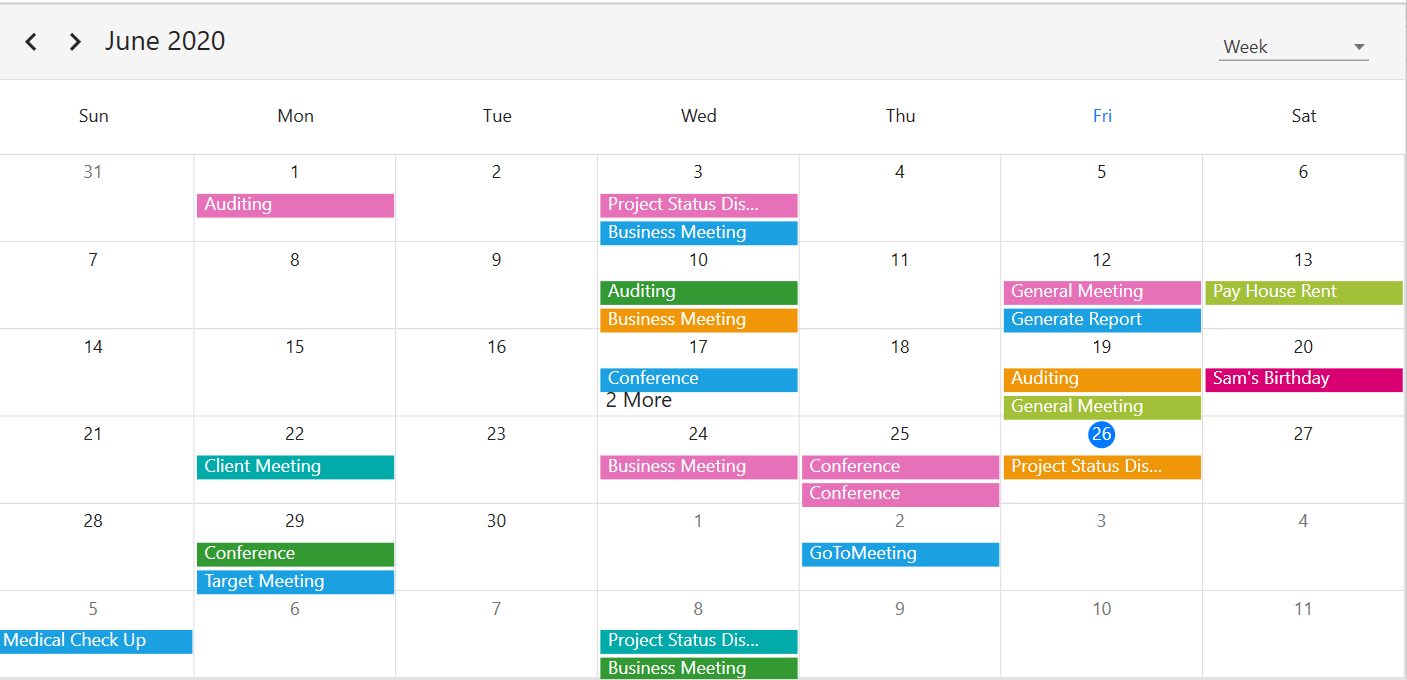 June 2020
Week
Sun Mon Tue Wed Thu Fri Sat
31 1 2 3 4 5 6
Auditing Project Status Dis...
Business Meeting
7 8 9 10 11 12 13
Auditing General Meeting Pay House Rent
Business Meeting Generate Report
14 15 16 17 18 19 20
Conference Auditing Sam's Birthday
2 More General Meeting
21 22 23 24 25 26 27
Client Meeting Business Meeting Conference Project Status Dis...
Conference
28 29 30 1 2 3 4
Conference GoToMeeting
Target Meeting
5 6 7 8 9 10 11
Medical Check Up Project Status Dis...
Business Meeting